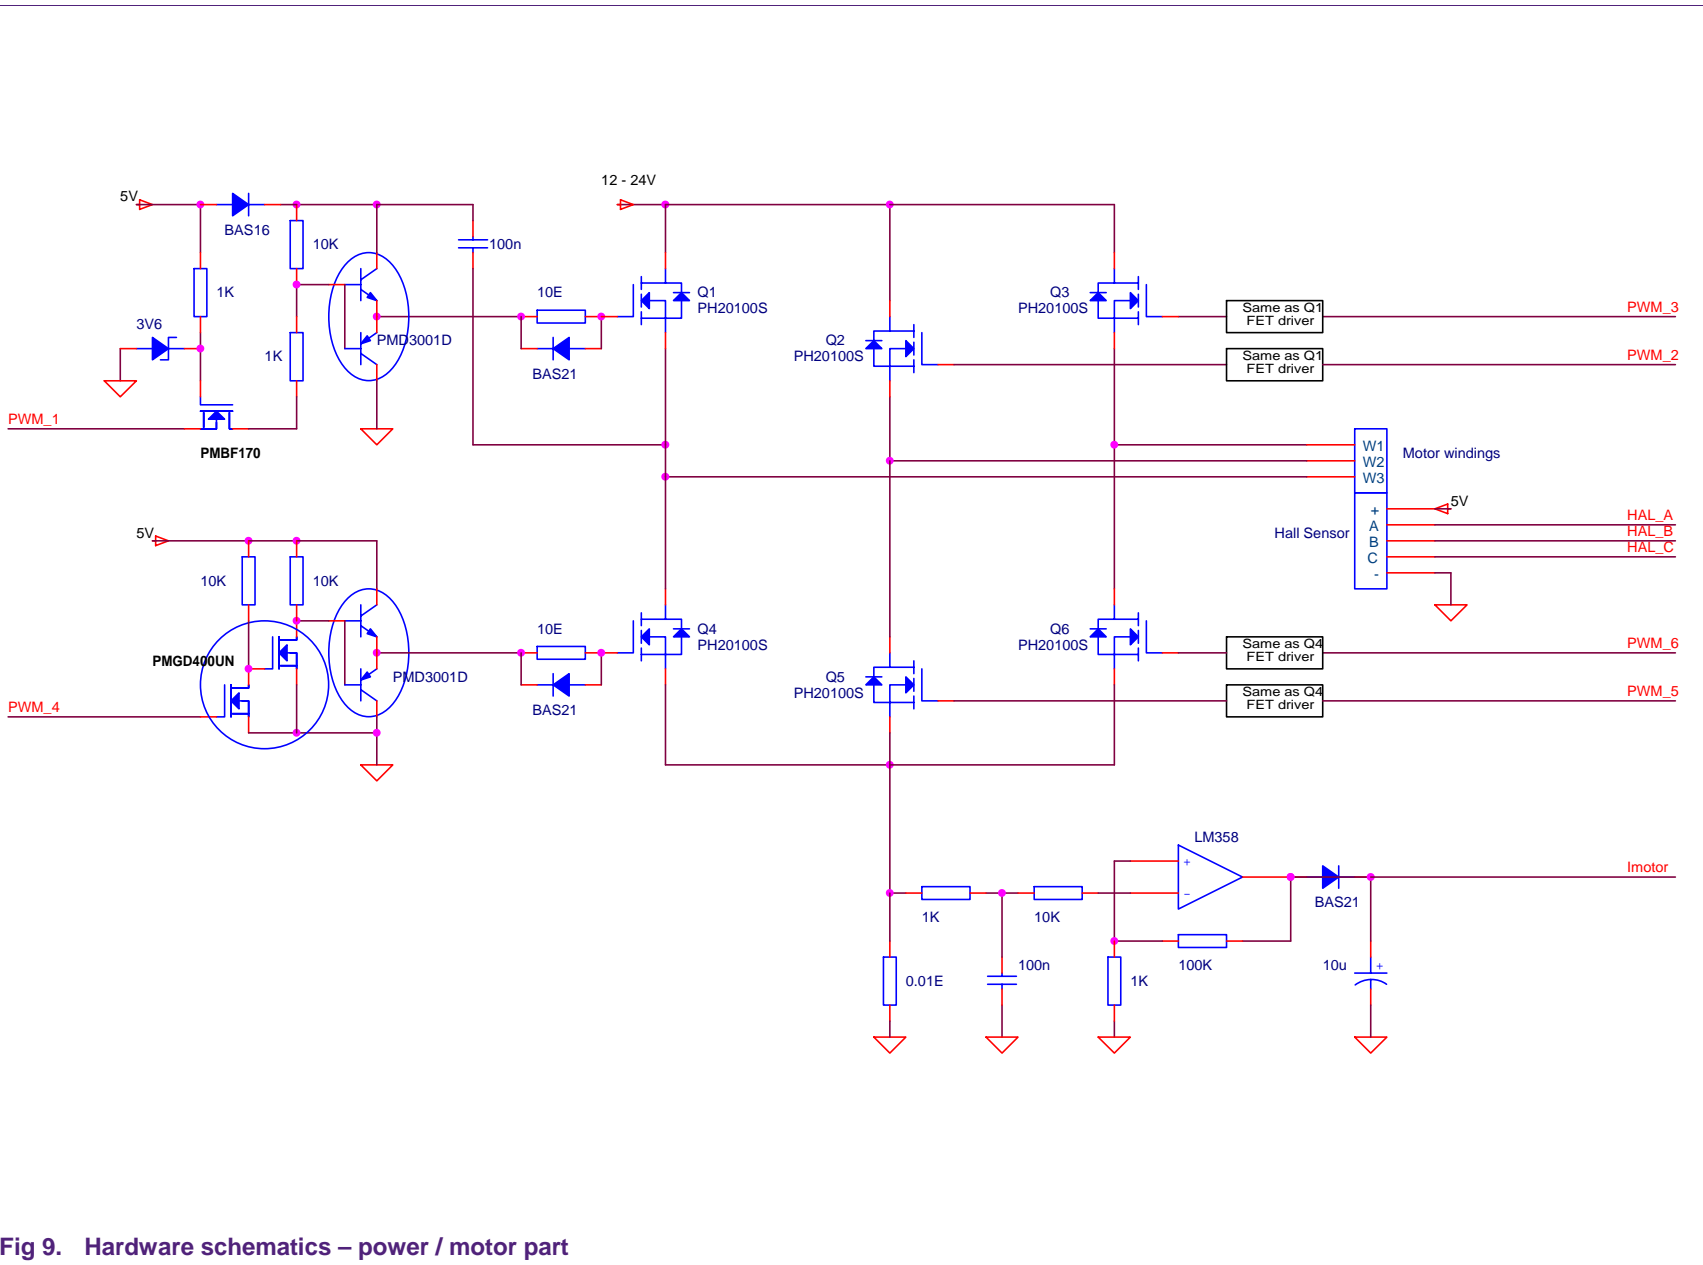 12 - 24V
5V
BAS16
10K
100n
1K
10E
Q1
PH20100S
Q3
PH20100S
Same as Q1
FET driver
PWM_3
3V6
1K
PMD3001D
BAS21
Q2
PH20100S
Same as Q1
FET driver
PWM_2
PWM_1
PMBF170
W1
W2
W3
Motor windings
5V
+
A
B
C
-
Hall Sensor
HAL_A
HAL_B
HAL_C
5V
10K
10K
10E
Q4
PH20100S
Q6
PH20100S
Same as Q4
FET driver
PWM_6
PMGD400UN
PMD3001D
BAS21
Q5
PH20100S
Same as Q4
FET driver
PWM_5
PWM_4
LM358
+
−
Imotor
BAS21
1K
10K
100K
0.01E
100n
1K
10u
+
Fig 9. Hardware schematics – power / motor part